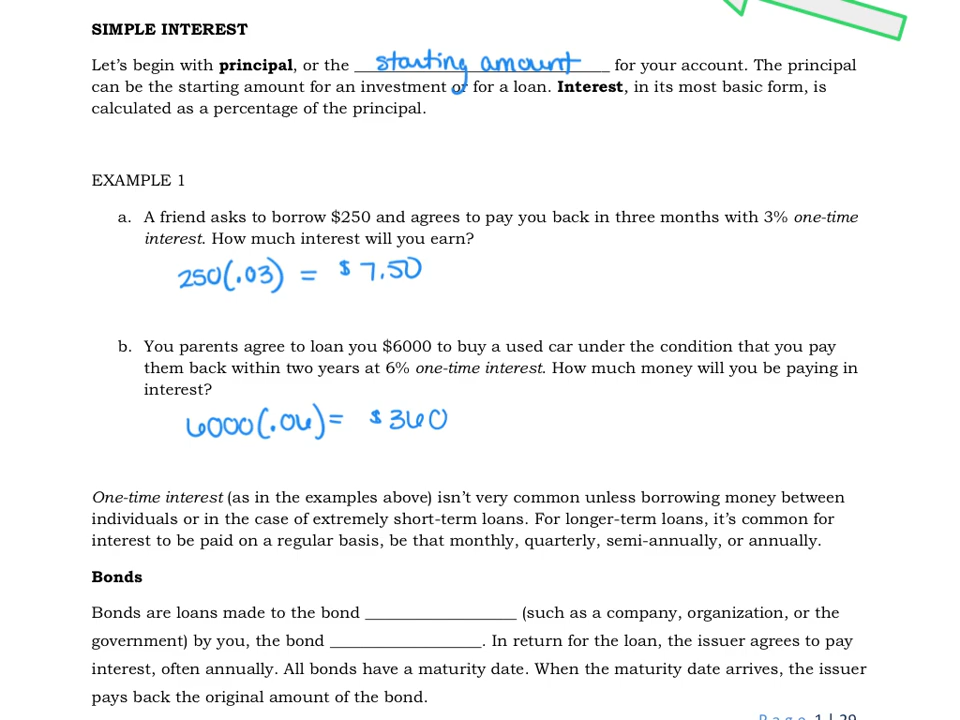 SIMPLE INTEREST
Let's begin with principal, or the starting amount for your account. The principal
can be the starting amount for an investment or for a loan. Interest, in its most basic form, is
calculated as a percentage of the principal.
EXAMPLE 1
a. A friend asks to borrow $250 and agrees to pay you back in three months with 3% one-time
interest. How much interest will you earn?
250(.03) = $7.50
b. You parents agree to loan you $6000 to buy a used car under the condition that you pay
them back within two years at 6% one-time interest. How much money will you be paying in
interest?
6000(.06) = $360
One-time interest (as in the examples above) isn't very common unless borrowing money between
individuals or in the case of extremely short-term loans. For longer-term loans, it's common for
interest to be paid on a regular basis, be that monthly, quarterly, semi-annually, or annually.
Bonds
Bonds are loans made to the bond ___________________ (such as a company, organization, or the
government) by you, the bond ___________________. In return for the loan, the issuer agrees to pay
interest, often annually. All bonds have a maturity date. When the maturity date arrives, the issuer
pays back the original amount of the bond.
Page 1 | 29